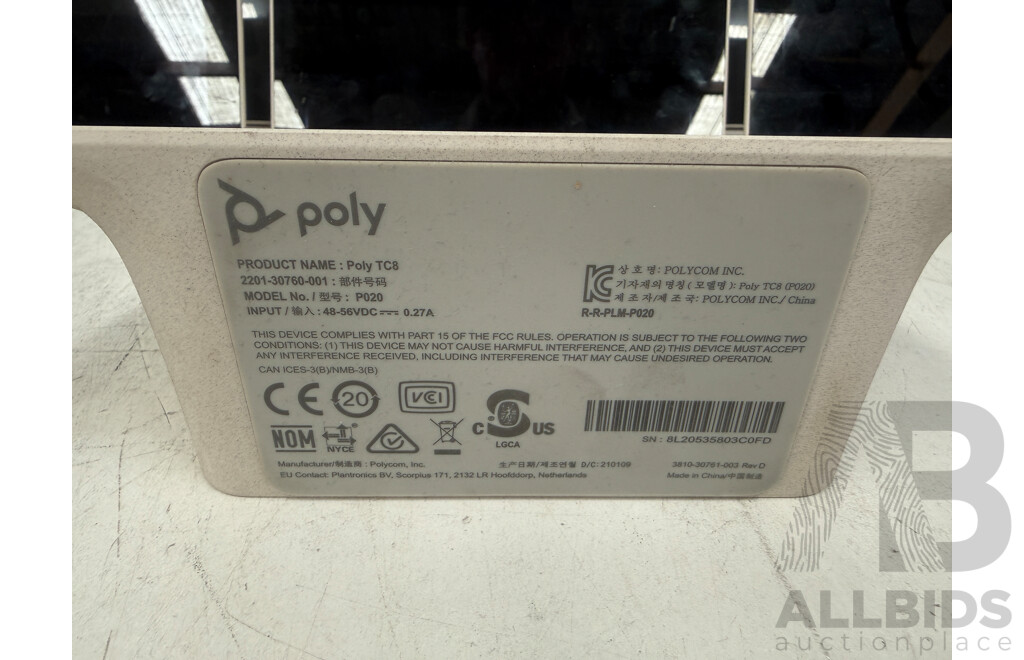 poly
PRODUCT NAME : Poly TC8
2201-30760-001 : 部件号码
MODEL No. / 型号 : P020
INPUT / 输入 : 48-56VDC 0.27A
상 호 명: POLYCOM INC.
기자재의 명칭 ( 모델명 ): Poly TC8 (P020)
제 조 자/제 조 국: POLYCOM INC./ China
R-R-PLM-P020
THIS DEVICE COMPLIES WITH PART 15 OF THE FCC RULES. OPERATION IS SUBJECT TO THE FOLLOWING TWO
CONDITIONS: (1) THIS DEVICE MAY NOT CAUSE HARMFUL INTERFERENCE, AND (2) THIS DEVICE MUST ACCEPT
ANY INTERFERENCE RECEIVED, INCLUDING INTERFERENCE THAT MAY CAUSE UNDESIRED OPERATION.
CAN ICES-3(B)/NMB-3(B)
CE 20 VCI
NOM NYCE C S US
LGCA
SN : 8L20535803C0FD
Manufacturer/制造商 : Polycom, Inc.
生产日期/제조연월 D/C:210109
3810-30761-003 Rev D
EU Contact: Plantronics BV, Scorpius 171, 2132 LR Hoofddorp, Netherlands
Made in China/中国制造
AB
ALLBIDS
auctionplace